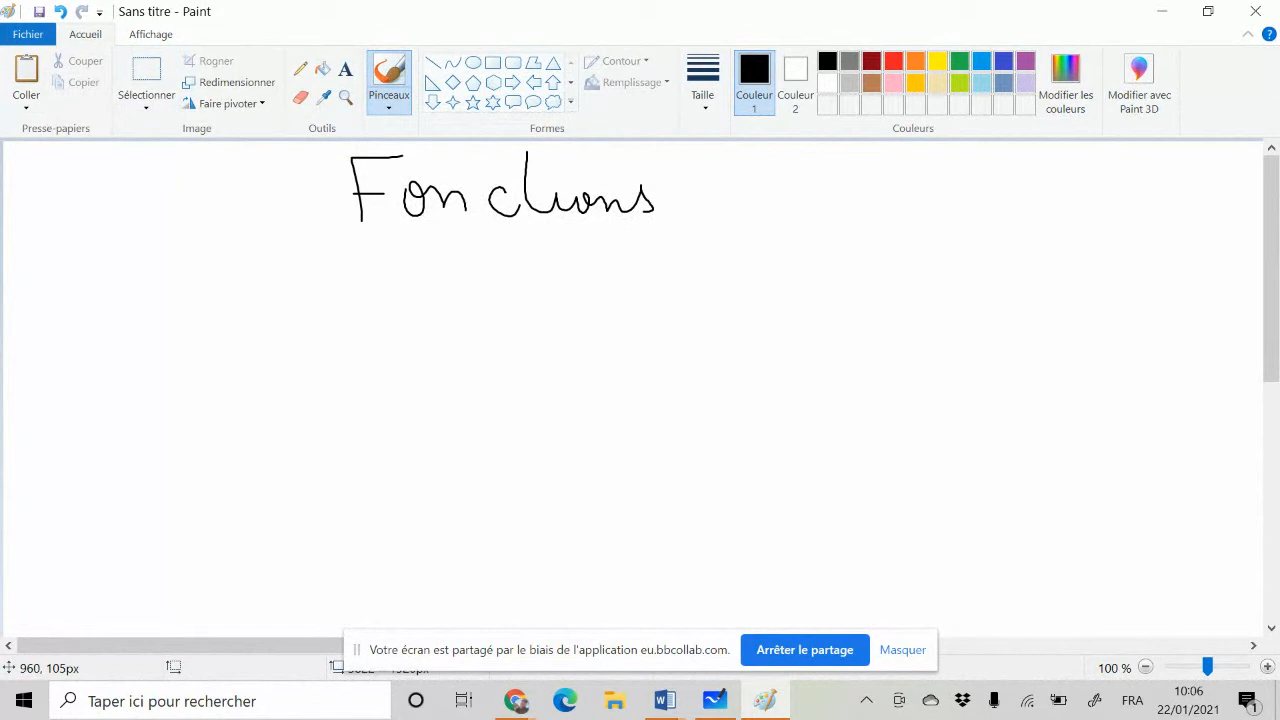 Sans titre - Paint
Fichier Accueil Affichage
Coller
Couper
Copier
Presse-papiers
Sélectionner
Rogner
Redimensionner
Faire pivoter
Image
A
Outils
Pinceaux
Contour
Remplissage
Formes
Taille
Couleur 1
Couleur 2
Modifier les couleurs
Couleurs
Modifier avec Paint 3D
Fonctions
Votre écran est partagé par le biais de l'application eu.bbcollab.com. Arrêter le partage Masquer
960, 105px
100 %
Taper ici pour rechercher
FRA
10:06
22/01/2021
1